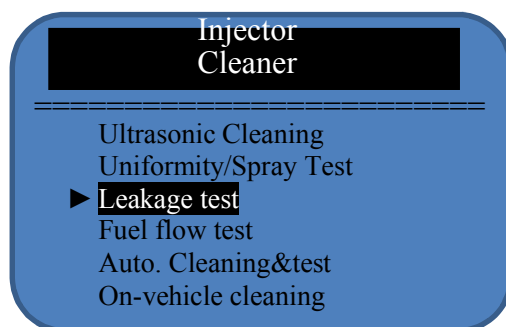 Injector
Cleaner
=========================
Ultrasonic Cleaning
Uniformity/Spray Test
►Leakage test
Fuel flow test
Auto. Cleaning&test
On-vehicle cleaning